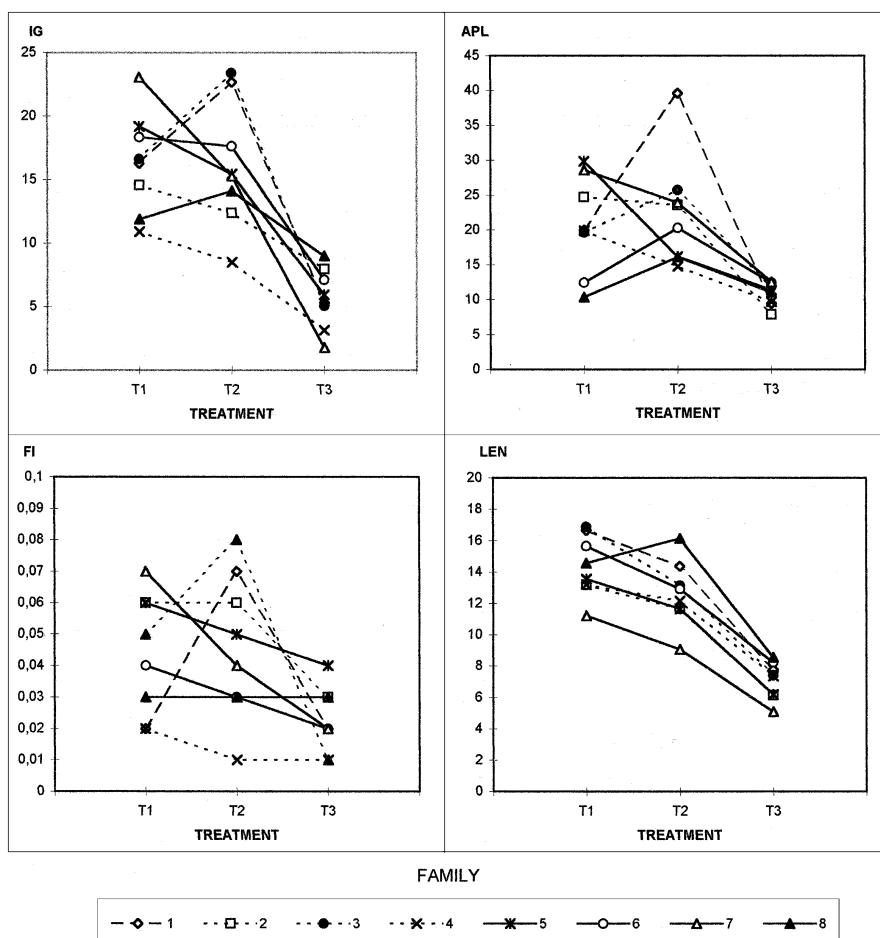 IG
25
20
15
10
5
0
T1 T2 T3
TREATMENT
APL
45
40
35
30
25
20
15
10
5
0
T1 T2 T3
TREATMENT
FI
0,1
0,09
0,08
0,07
0,06
0,05
0,04
0,03
0,02
0,01
0
T1 T2 T3
TREATMENT
LEN
20
18
16
14
12
10
8
6
4
2
0
T1 T2 T3
TREATMENT
FAMILY
1 2 3 4 5 6 7 8